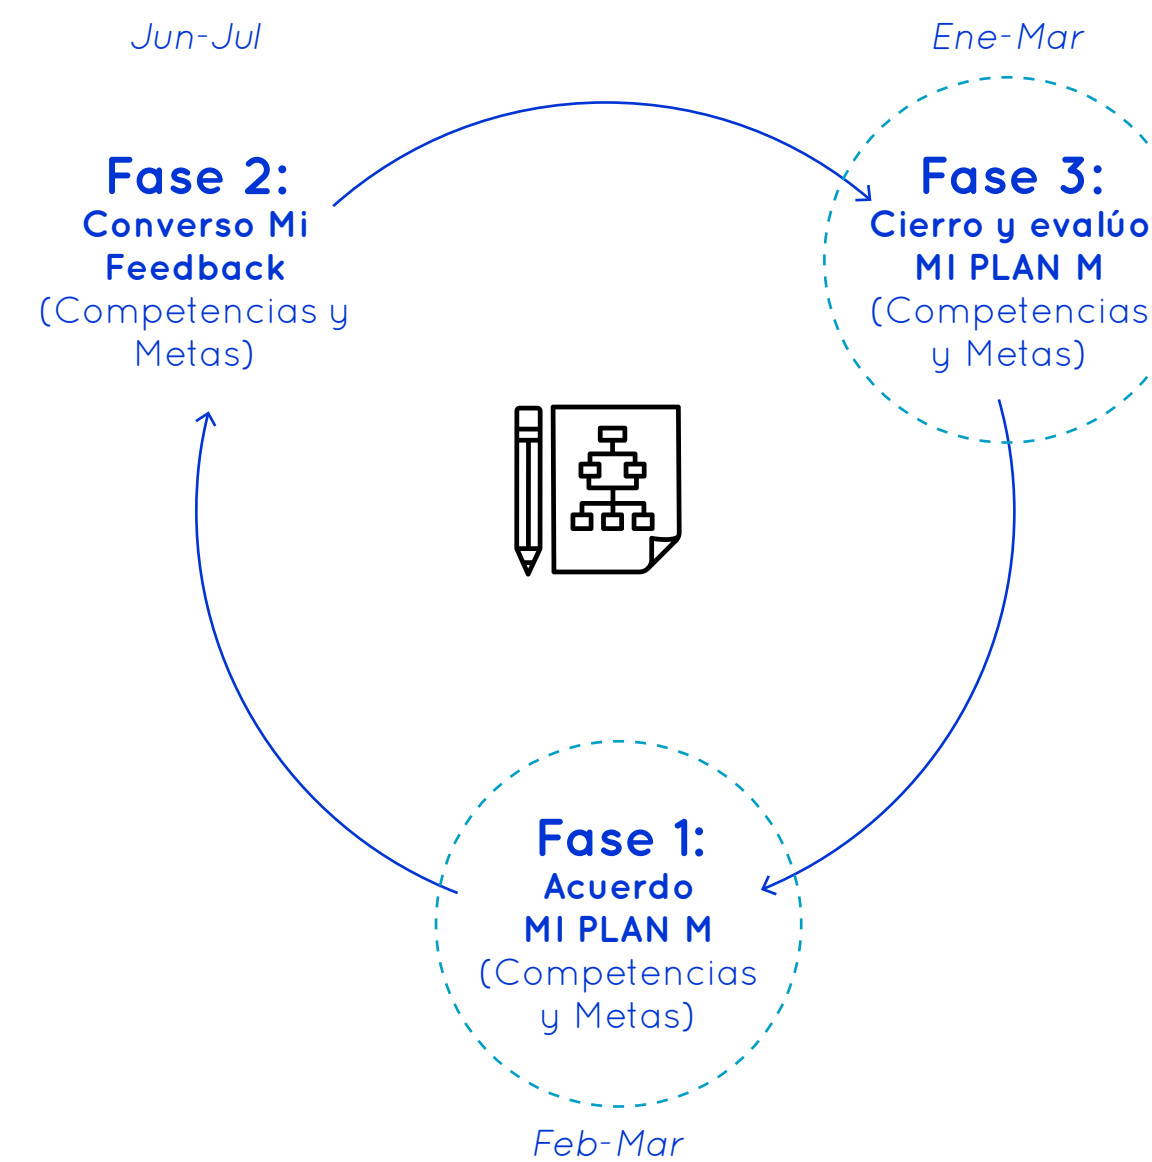 Jun-Jul
Fase 2:
Converso Mi
Feedback
(Competencias y
Metas)
Ene-Mar
Fase 3:
Cierro y evalúo
MI PLAN M
(Competencias
y Metas)
Fase 1:
Acuerdo
MI PLAN M
(Competencias
y Metas)
Feb-Mar